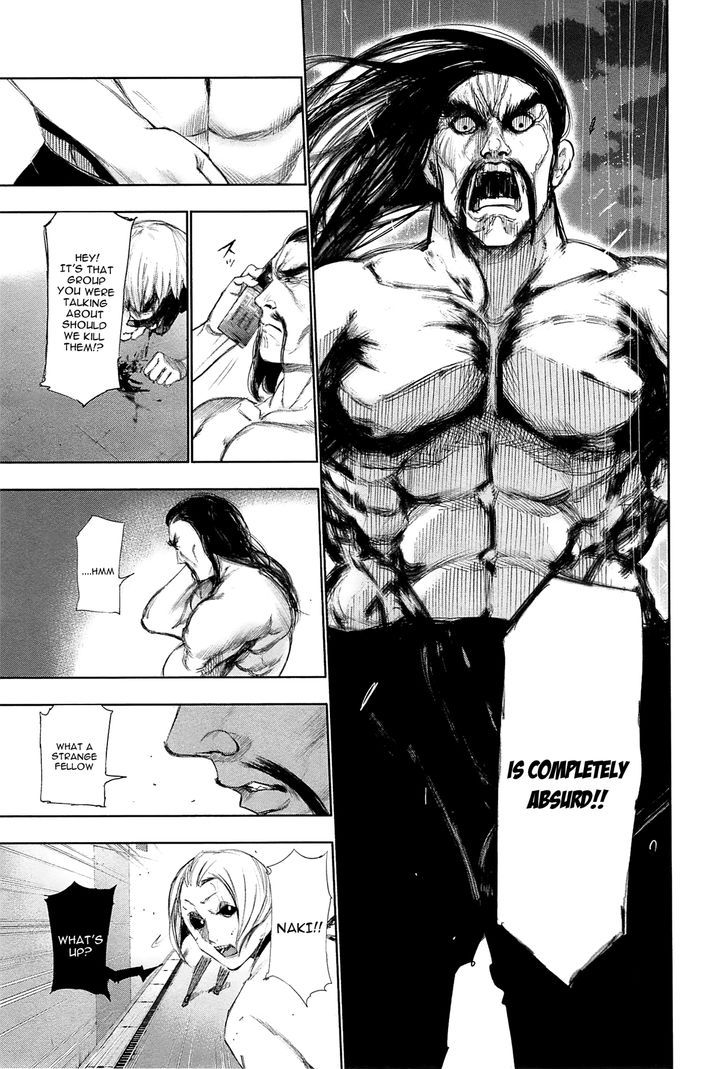 IS COMPLETELY
ABSURD!!
スッ
HEY!
IT'S THAT
GROUP
YOU WERE
TALKING
ABOUT
SHOULD
WE KILL
THEM!?
....HMM
WHAT A
STRANGE
FELLOW
NAKI!!
WHAT'S
UP?